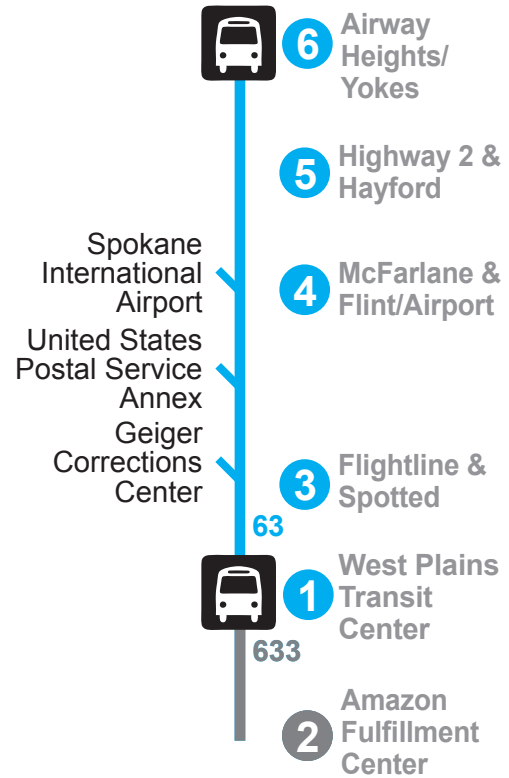 6
Airway
Heights/
Yokes
5
Highway 2 &
Hayford
Spokane
International
Airport
4
McFarlane &
Flint/Airport
United States
Postal Service
Annex
Geiger
Corrections
Center
3
Flightline &
Spotted
63
1
West Plains
Transit
Center
633
2
Amazon
Fulfillment
Center